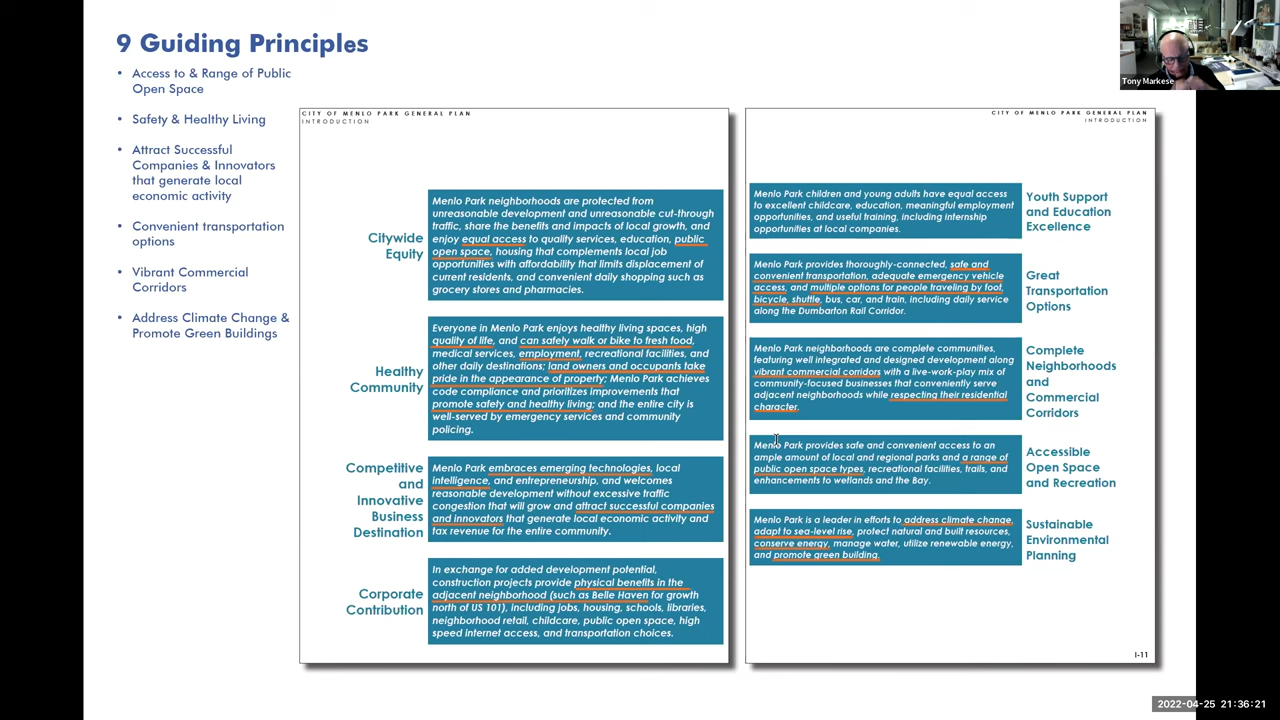 9 Guiding Principles
• Access to & Range of Public
Open Space
• Safety & Healthy Living
• Attract Successful
Companies & Innovators
that generate local
economic activity
• Convenient transportation
options
• Vibrant Commercial
Corridors
• Address Climate Change &
Promote Green Buildings
CITY OF MENLO PARK GENERAL PLAN
INTRODUCTION
Citywide
Equity
Menlo Park neighborhoods are protected from
unreasonable development and unreasonable cut-through
traffic, share the benefits and impacts of local growth, and
enjoy equal access to quality services, education, public
open space, housing that complements local job
opportunities with affordability that limits displacement of
current residents, and convenient daily shopping such as
grocery stores and pharmacies.
Healthy
Community
Everyone in Menlo Park enjoys healthy living spaces, high
quality of life, and can safely walk or bike to fresh food,
medical services, employment, recreational facilities, and
other daily destinations; land owners and occupants take
pride in the appearance of property; Menlo Park achieves
code compliance and prioritizes improvements that
promote safety and healthy living; and the entire city is
well-served by emergency services and community
policing.
Competitive
and
Innovative
Business
Destination
Menlo Park embraces emerging technologies, local
intelligence, and entrepreneurship, and welcomes
reasonable development without excessive traffic
congestion that will grow and attract successful companies
and innovators that generate local economic activity and
tax revenue for the entire community.
Corporate
Contribution
In exchange for added development potential,
construction projects provide physical benefits in the
adjacent neighborhood (such as Belle Haven for growth
north of US 101), including jobs, housing, schools, libraries,
neighborhood retail, childcare, public open space, high
speed internet access, and transportation choices.
CITY OF MENLO PARK GENERAL PLAN
INTRODUCTION
Menlo Park children and young adults have equal access
to excellent childcare, education, meaningful employment
opportunities, and useful training, including internship
opportunities at local companies.
Youth Support
and Education
Excellence
Menlo Park provides thoroughly-connected, safe and
convenient transportation, adequate emergency vehicle
access, and multiple options for people traveling by foot,
bicycle, shuttle, bus, car, and train, including daily service
along the Dumbarton Rail Corridor.
Great
Transportation
Options
Menlo Park neighborhoods are complete communities,
featuring well integrated and designed development along
vibrant commercial corridors with a live-work-play mix of
community-focused businesses that conveniently serve
adjacent neighborhoods while respecting their residential
character.
Complete
Neighborhoods
and
Commercial
Corridors
Menlo Park provides safe and convenient access to an
ample amount of local and regional parks and a range of
public open space types, recreational facilities, trails, and
enhancements to wetlands and the Bay.
Accessible
Open Space
and Recreation
Menlo Park is a leader in efforts to address climate change,
adapt to sea-level rise, protect natural and built resources,
conserve energy, manage water, utilize renewable energy,
and promote green building.
Sustainable
Environmental
Planning
I-11
Tony Markese
2022-04-25 21:36:21